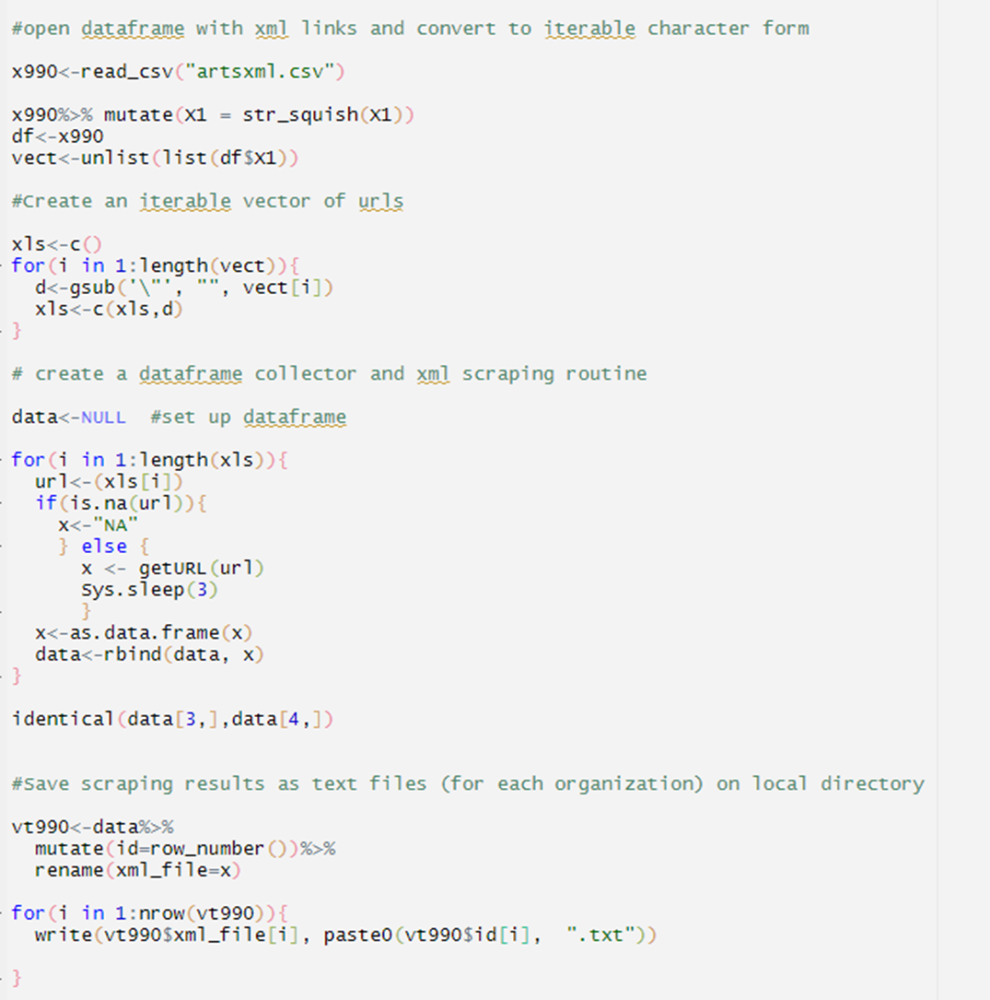 #open dataframe with xml links and convert to iterable character form
x990<-read_csv("artsxml.csv")
x990%>% mutate(X1 = str_squish(X1))
df<-x990
vect<-unlist(list(df$X1))
#Create an iterable vector of urls
xls<-c()
for(i in 1:length(vect)){
  d<-gsub('\"', "", vect[i])
  xls<-c(xls,d)
}
# create a dataframe collector and xml scraping routine
data<-NULL  #set up dataframe
for(i in 1:length(xls)){
  url<-(xls[i])
  if(is.na(url)){
    x<-"NA"
    } else {
      x <- getURL(url)
      Sys.sleep(3)
      }
  x<-as.data.frame(x)
  data<-rbind(data, x)
}
identical(data[3,],data[4,])
#Save scraping results as text files (for each organization) on local directory
vt990<-data%>%
  mutate(id=row_number())%>%
  rename(xml_file=x)
for(i in 1:nrow(vt990)){
  write(vt990$xml_file[i], paste0(vt990$id[i],  ".txt"))
}